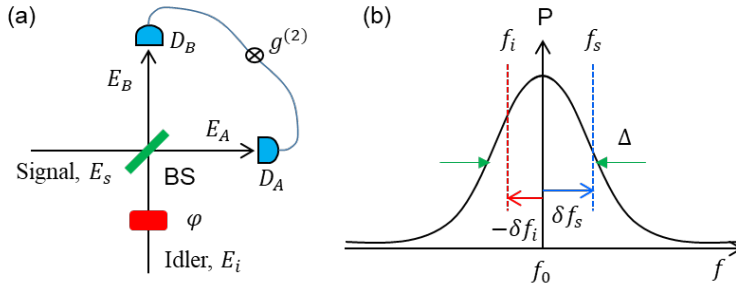 (a)
D_B
g^{(2)}
E_B
E_A
Signal, E_s
BS
D_A
φ
Idler, E_i
(b)
P
f_i
f_s
Δ
−δf_i
δf_s
f_0
f